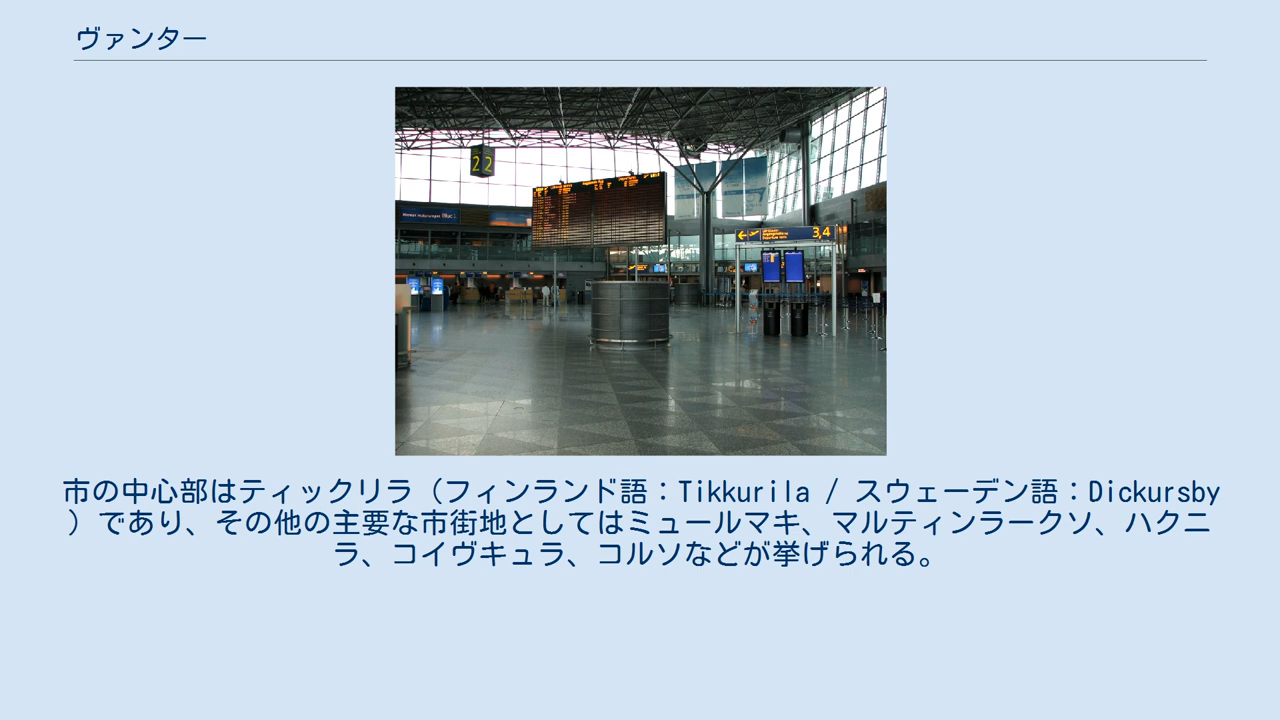 ヴァンター
22
3,4
市の中心部はティックリラ（フィンランド語：Tikkurila / スウェーデン語：Dickursby
）であり、その他の主要な市街地としてはミュールマキ、マルティンラークソ、ハクニ
ラ、コイヴキュラ、コルソなどが挙げられる。